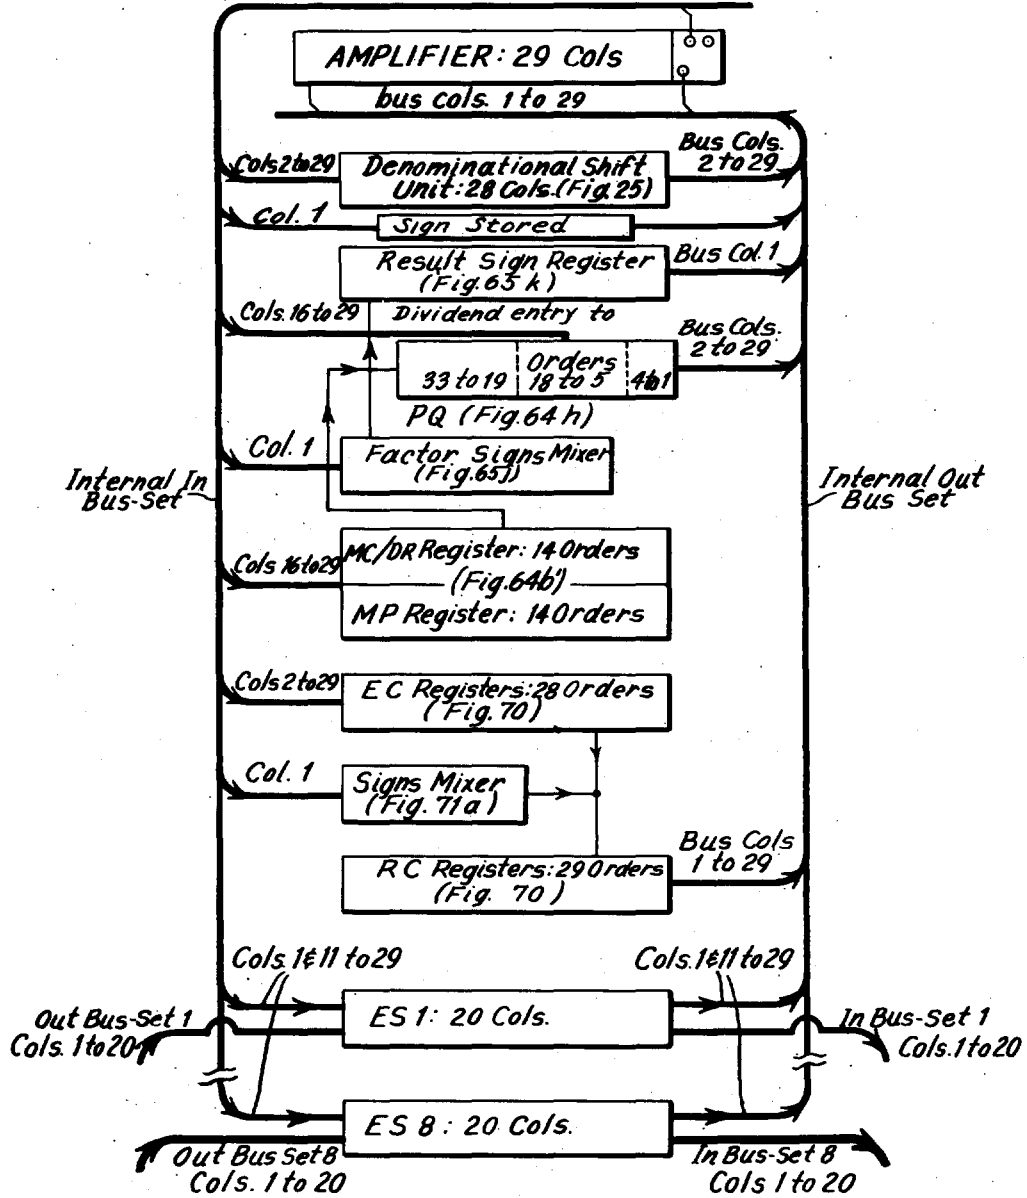 AMPLIFIER: 29 Cols
bus cols. 1 to 29
Cols 2 to 29
Denominational Shift
Unit: 28 Cols. (Fig. 25)
Bus Cols.
2 to 29
Col. 1
Sign Stored
Result Sign Register
(Fig. 65 k)
Bus Col. 1
Cols. 16 to 29
Dividend entry to
Bus Cols.
2 to 29
Orders
33 to 19
18 to 5
4 to 1
PQ (Fig. 64 h)
Col. 1
Factor Signs Mixer
(Fig. 65j)
Internal In
Bus-Set
Internal Out
Bus Set
Cols 16 to 29
MC/DR Register: 14 Orders
(Fig. 64b')
MP Register: 14 Orders
Cols 2 to 29
EC Registers: 28 Orders
(Fig. 70)
Col. 1
Signs Mixer
(Fig. 71a)
Bus Cols
1 to 29
RC Registers: 29 Orders
(Fig. 70)
Cols. 1 & 11 to 29
Cols. 1 & 11 to 29
Out Bus-Set 1
Cols. 1 to 20
ES 1: 20 Cols.
In Bus-Set 1
Cols. 1 to 20
ES 8: 20 Cols.
Out Bus Set 8
Cols. 1 to 20
In Bus-Set 8
Cols 1 to 20